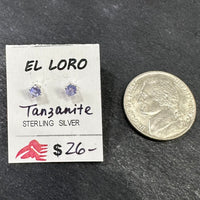 EL LORO
Tanzanite
STERLING SILVER
$26-